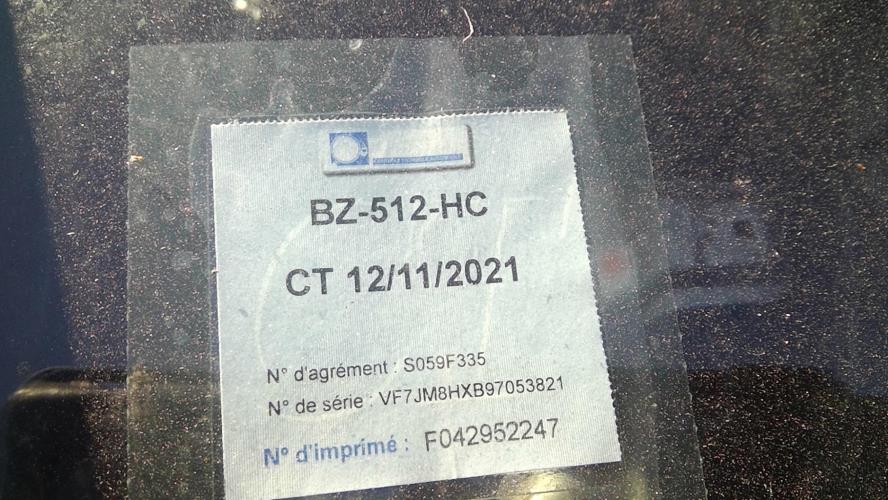 BZ-512-HC
CT 12/11/2021
N° d'agrément : S059F335
N° de série : VF7JM8HXB97053821
N° d'imprimé : F042952247